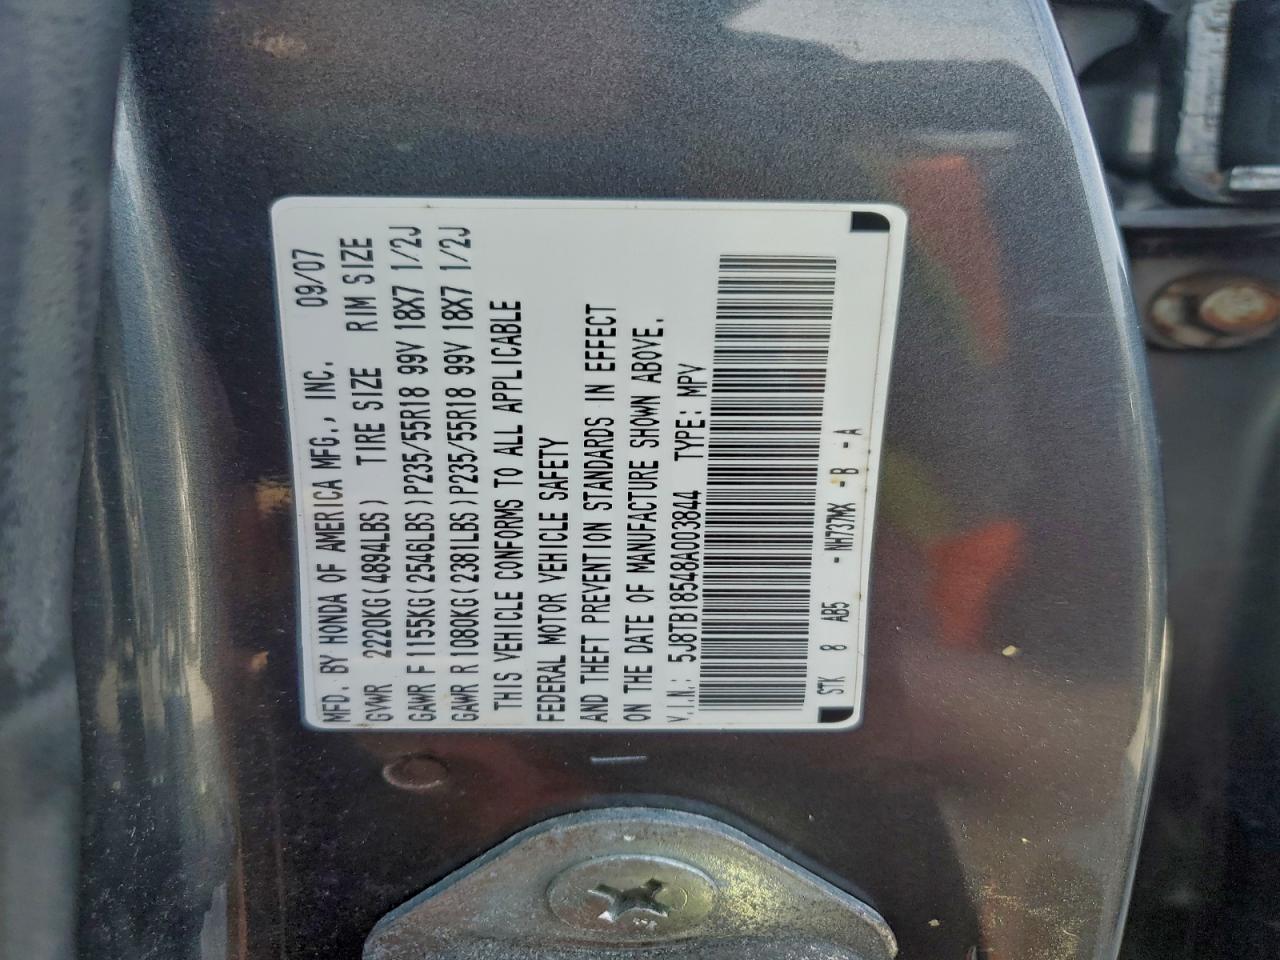 MFD. BY HONDA OF AMERICA MFG., INC. 09/07
GVWR 2220KG(4894LBS) TIRE SIZE RIM SIZE
GAWR F 1155KG(2546LBS)P235/55R18 99V 18X7 1/2J
GAWR R 1080KG(2381LBS)P235/55R18 99V 18X7 1/2J
THIS VEHICLE CONFORMS TO ALL APPLICABLE
FEDERAL MOTOR VEHICLE SAFETY
AND THEFT PREVENTION STANDARDS IN EFFECT
ON THE DATE OF MANUFACTURE SHOWN ABOVE.
V.I.N.: 5J8TB18548A003844 TYPE: MPV
STK 8 AB5 - NH737MX - B - A